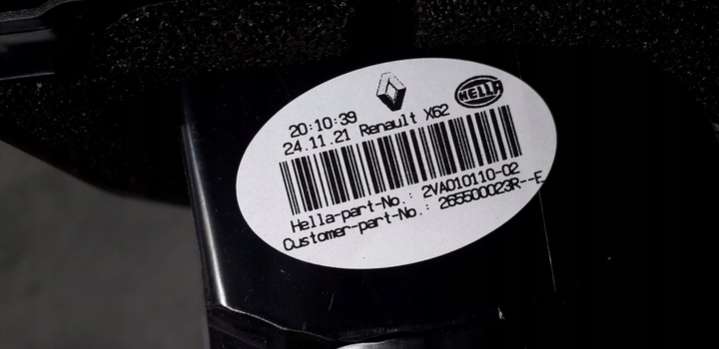 HELLA
20:10:39
24.11.21 Renault X62
Hella-part-No.: 2VA010110-02
Customer-part-No.: 265500023R--E